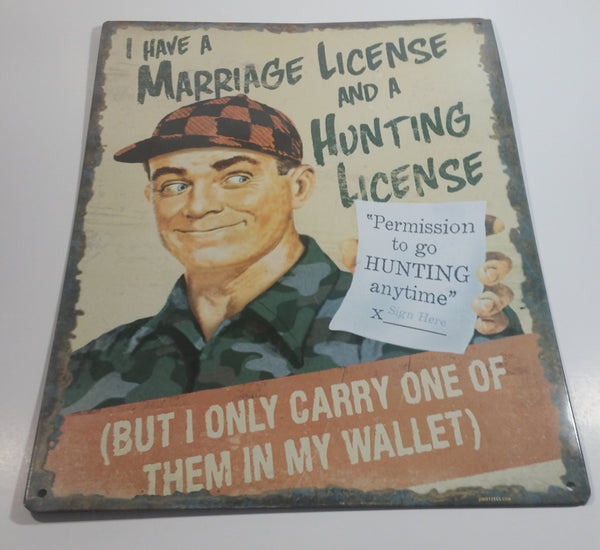 I HAVE A
MARRIAGE LICENSE
AND A
HUNTING
LICENSE
"Permission
to go
HUNTING
anytime"
X Sign Here
(BUT I ONLY CARRY ONE OF
THEM IN MY WALLET)